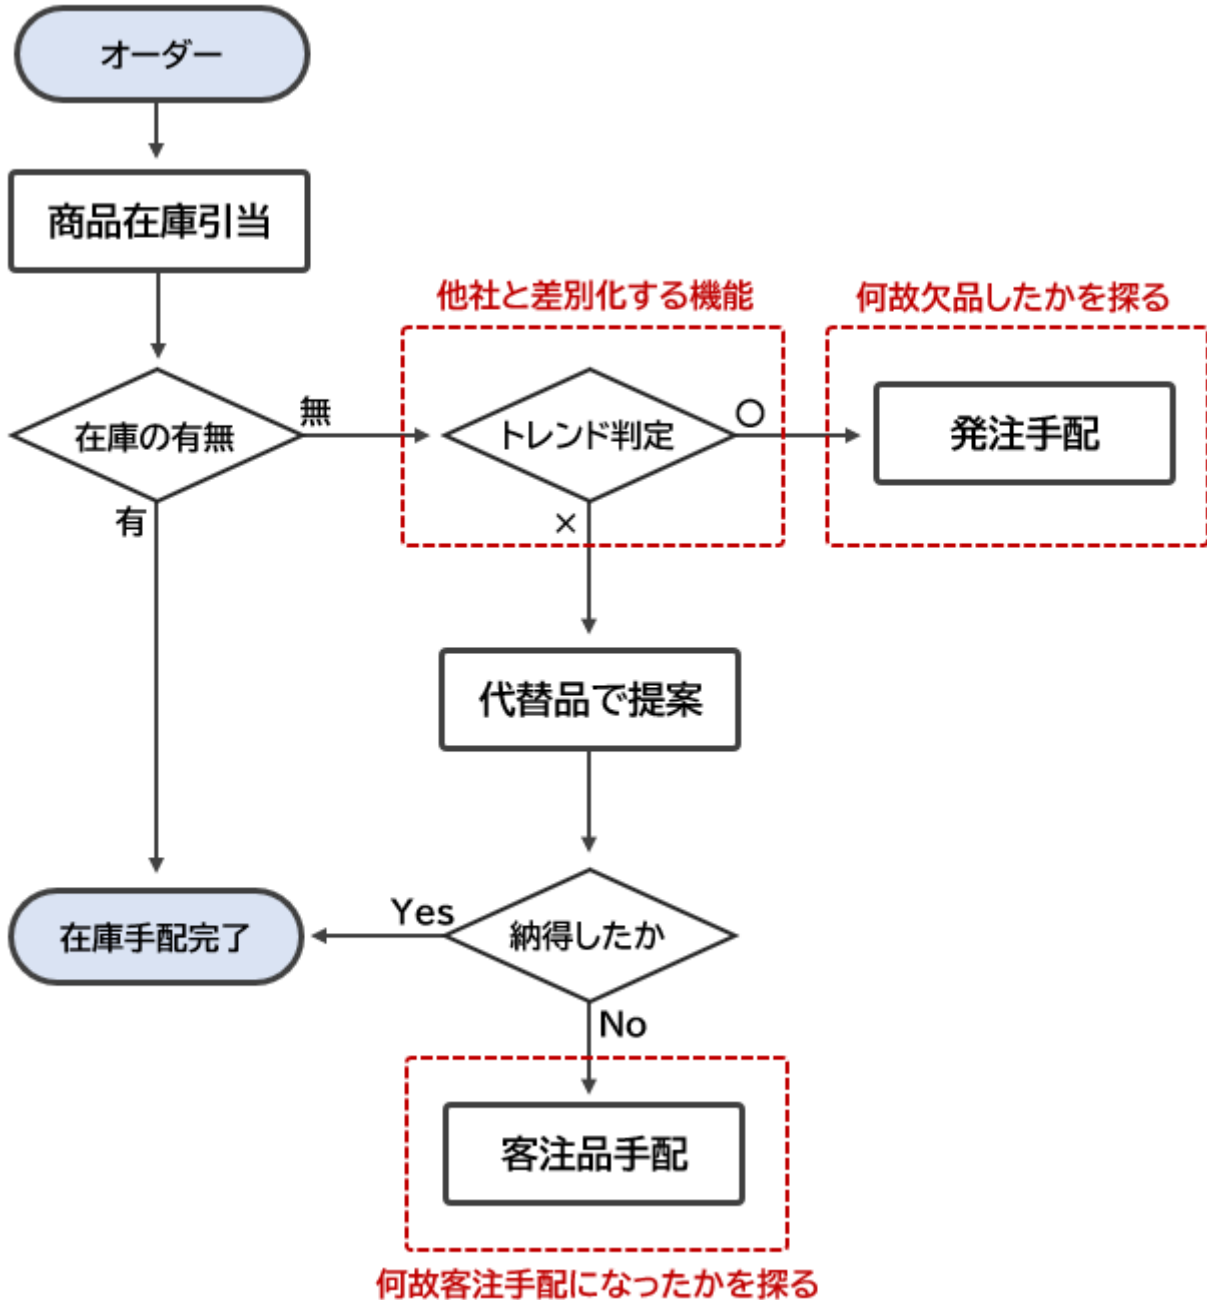 オーダー
商品在庫引当
他社と差別化する機能
何故欠品したかを探る
在庫の有無
無
トレンド判定
〇
発注手配
有
×
代替品で提案
在庫手配完了
Yes
納得したか
No
客注品手配
何故客注手配になったかを探る